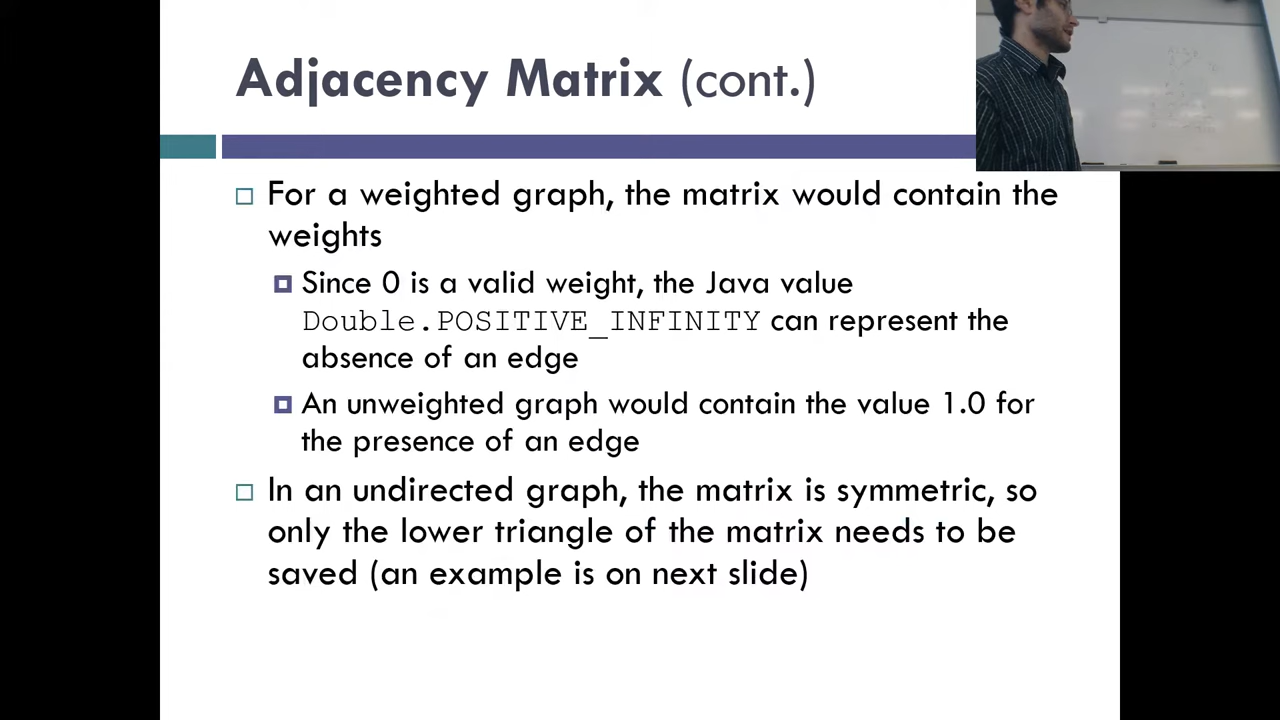 Adjacency Matrix (cont.)
For a weighted graph, the matrix would contain the
weights
Since 0 is a valid weight, the Java value
Double.POSITIVE_INFINITY can represent the
absence of an edge
An unweighted graph would contain the value 1.0 for
the presence of an edge
In an undirected graph, the matrix is symmetric, so
only the lower triangle of the matrix needs to be
saved (an example is on next slide)